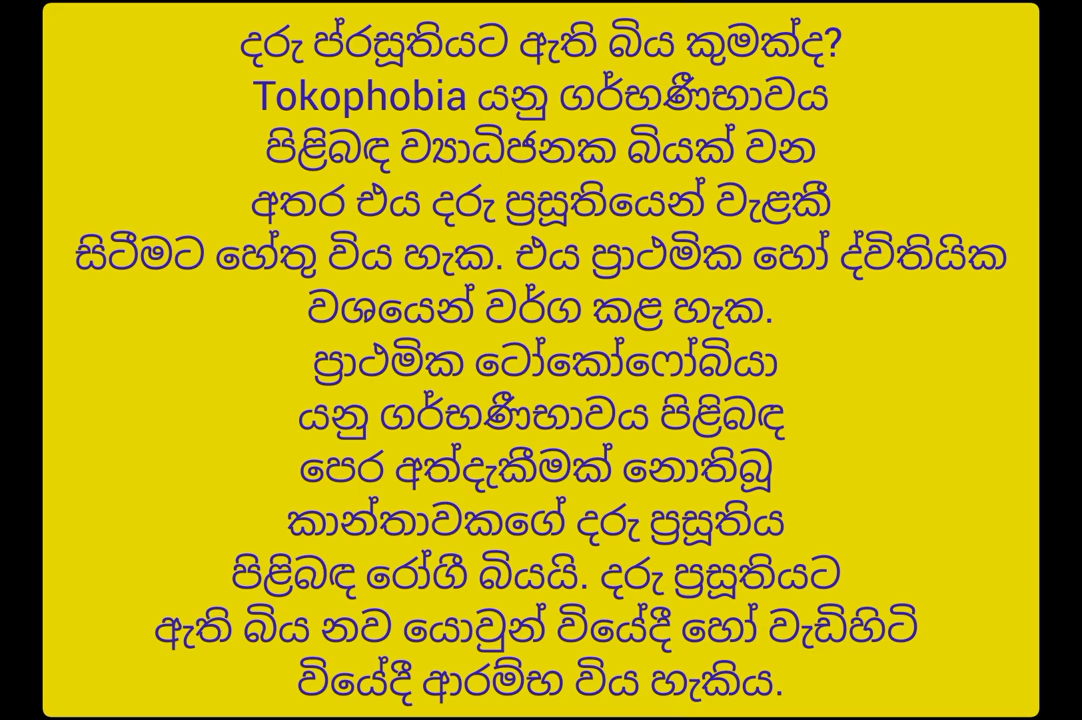 දරු ප්රසූතියට ඇති බිය කුමක්ද?
Tokophobia යනු ගර්භණීභාවය
පිළිබඳ ව්‍යාධිජනක බියක් වන
අතර එය දරු ප්‍රසූතියෙන් වැළකී
සිටීමට හේතු විය හැක. එය ප්‍රාථමික හෝ ද්විතියික
වශයෙන් වර්ග කළ හැක.
ප්‍රාථමික ටෝකෝෆෝබියා
යනු ගර්භණීභාවය පිළිබඳ
පෙර අත්දැකීමක් නොතිබූ
කාන්තාවකගේ දරු ප්‍රසූතිය
පිළිබඳ රෝගී බියයි. දරු ප්‍රසූතියට
ඇති බිය නව යොවුන් වියේදී හෝ වැඩිහිටි
වියේදී ආරම්භ විය හැකිය.